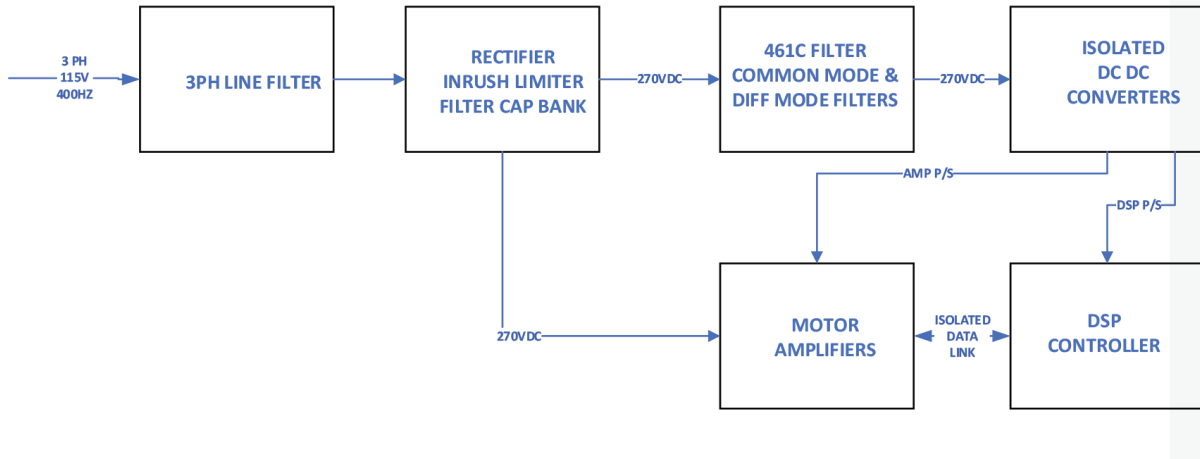 3 PH
115V
400HZ
3PH LINE FILTER
RECTIFIER
INRUSH LIMITER
FILTER CAP BANK
270VDC
461C FILTER
COMMON MODE &
DIFF MODE FILTERS
270VDC
ISOLATED
DC DC
CONVERTERS
AMP P/S
DSP P/S
270VDC
MOTOR
AMPLIFIERS
ISOLATED
DATA
LINK
DSP
CONTROLLER